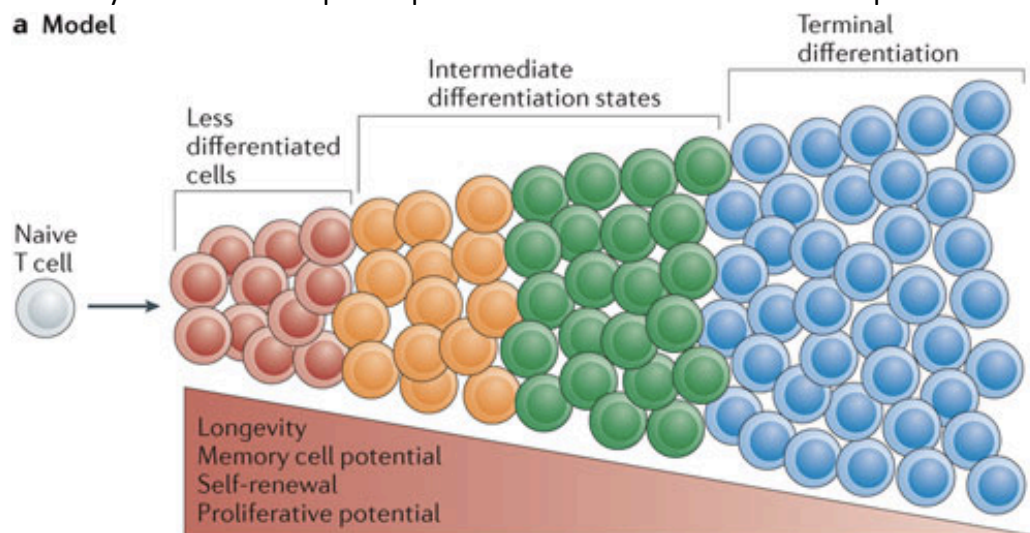 a Model
Terminal
differentiation
Intermediate
differentiation states
Less
differentiated
cells
Naive
T cell
Longevity
Memory cell potential
Self-renewal
Proliferative potential